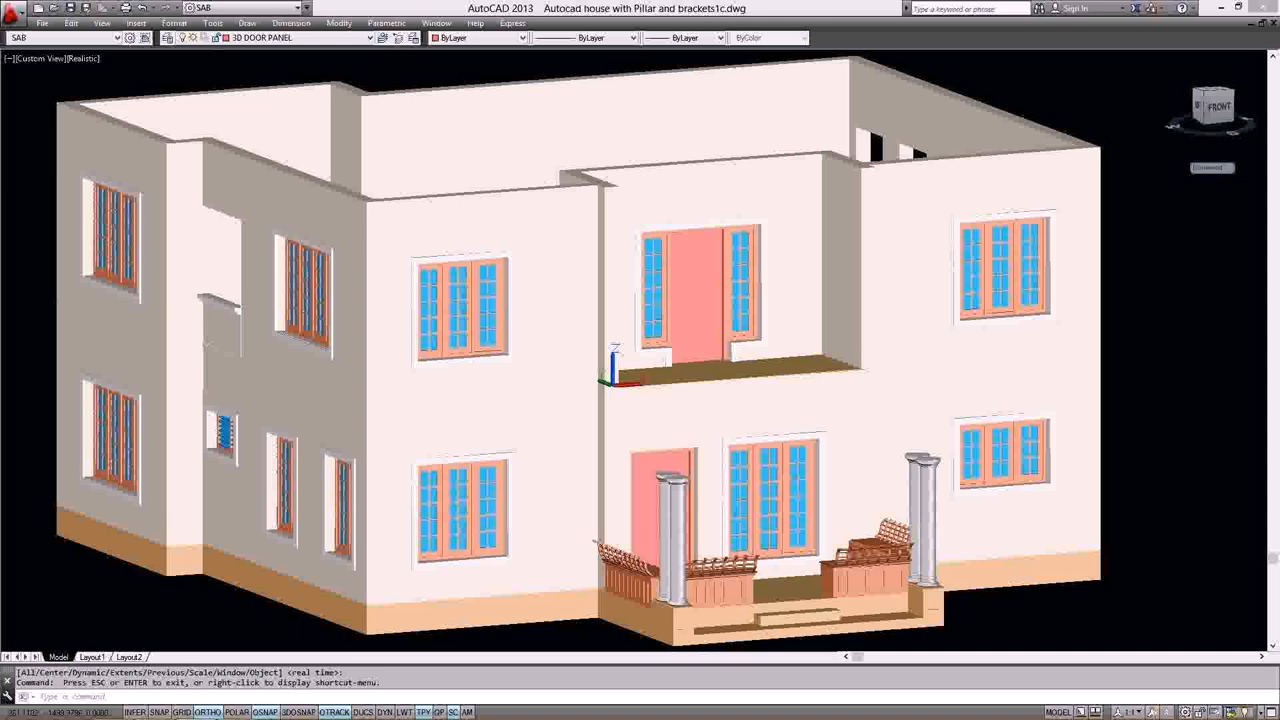 SAB
AutoCAD 2013 Autocad house with Pillar and brackets1c.dwg
Type a keyword or phrase
Sign In
File Edit View Insert Format Tools Draw Dimension Modify Parametric Window Help Express
SAB
3D DOOR PANEL
ByLayer
ByLayer
ByLayer
ByColor
[−][Custom View][Realistic]
FRONT
Z
Model Layout1 Layout2
[All/Center/Dynamic/Extents/Previous/Scale/Window/Object] <real time>:
Command: Press ESC or ENTER to exit, or right-click to display shortcut-menu.
Type a command
INFER SNAP GRID ORTHO POLAR OSNAP 3DOSNAP OTRACK DUCS DYN LWT TPY QP SC AM
MODEL
1:1